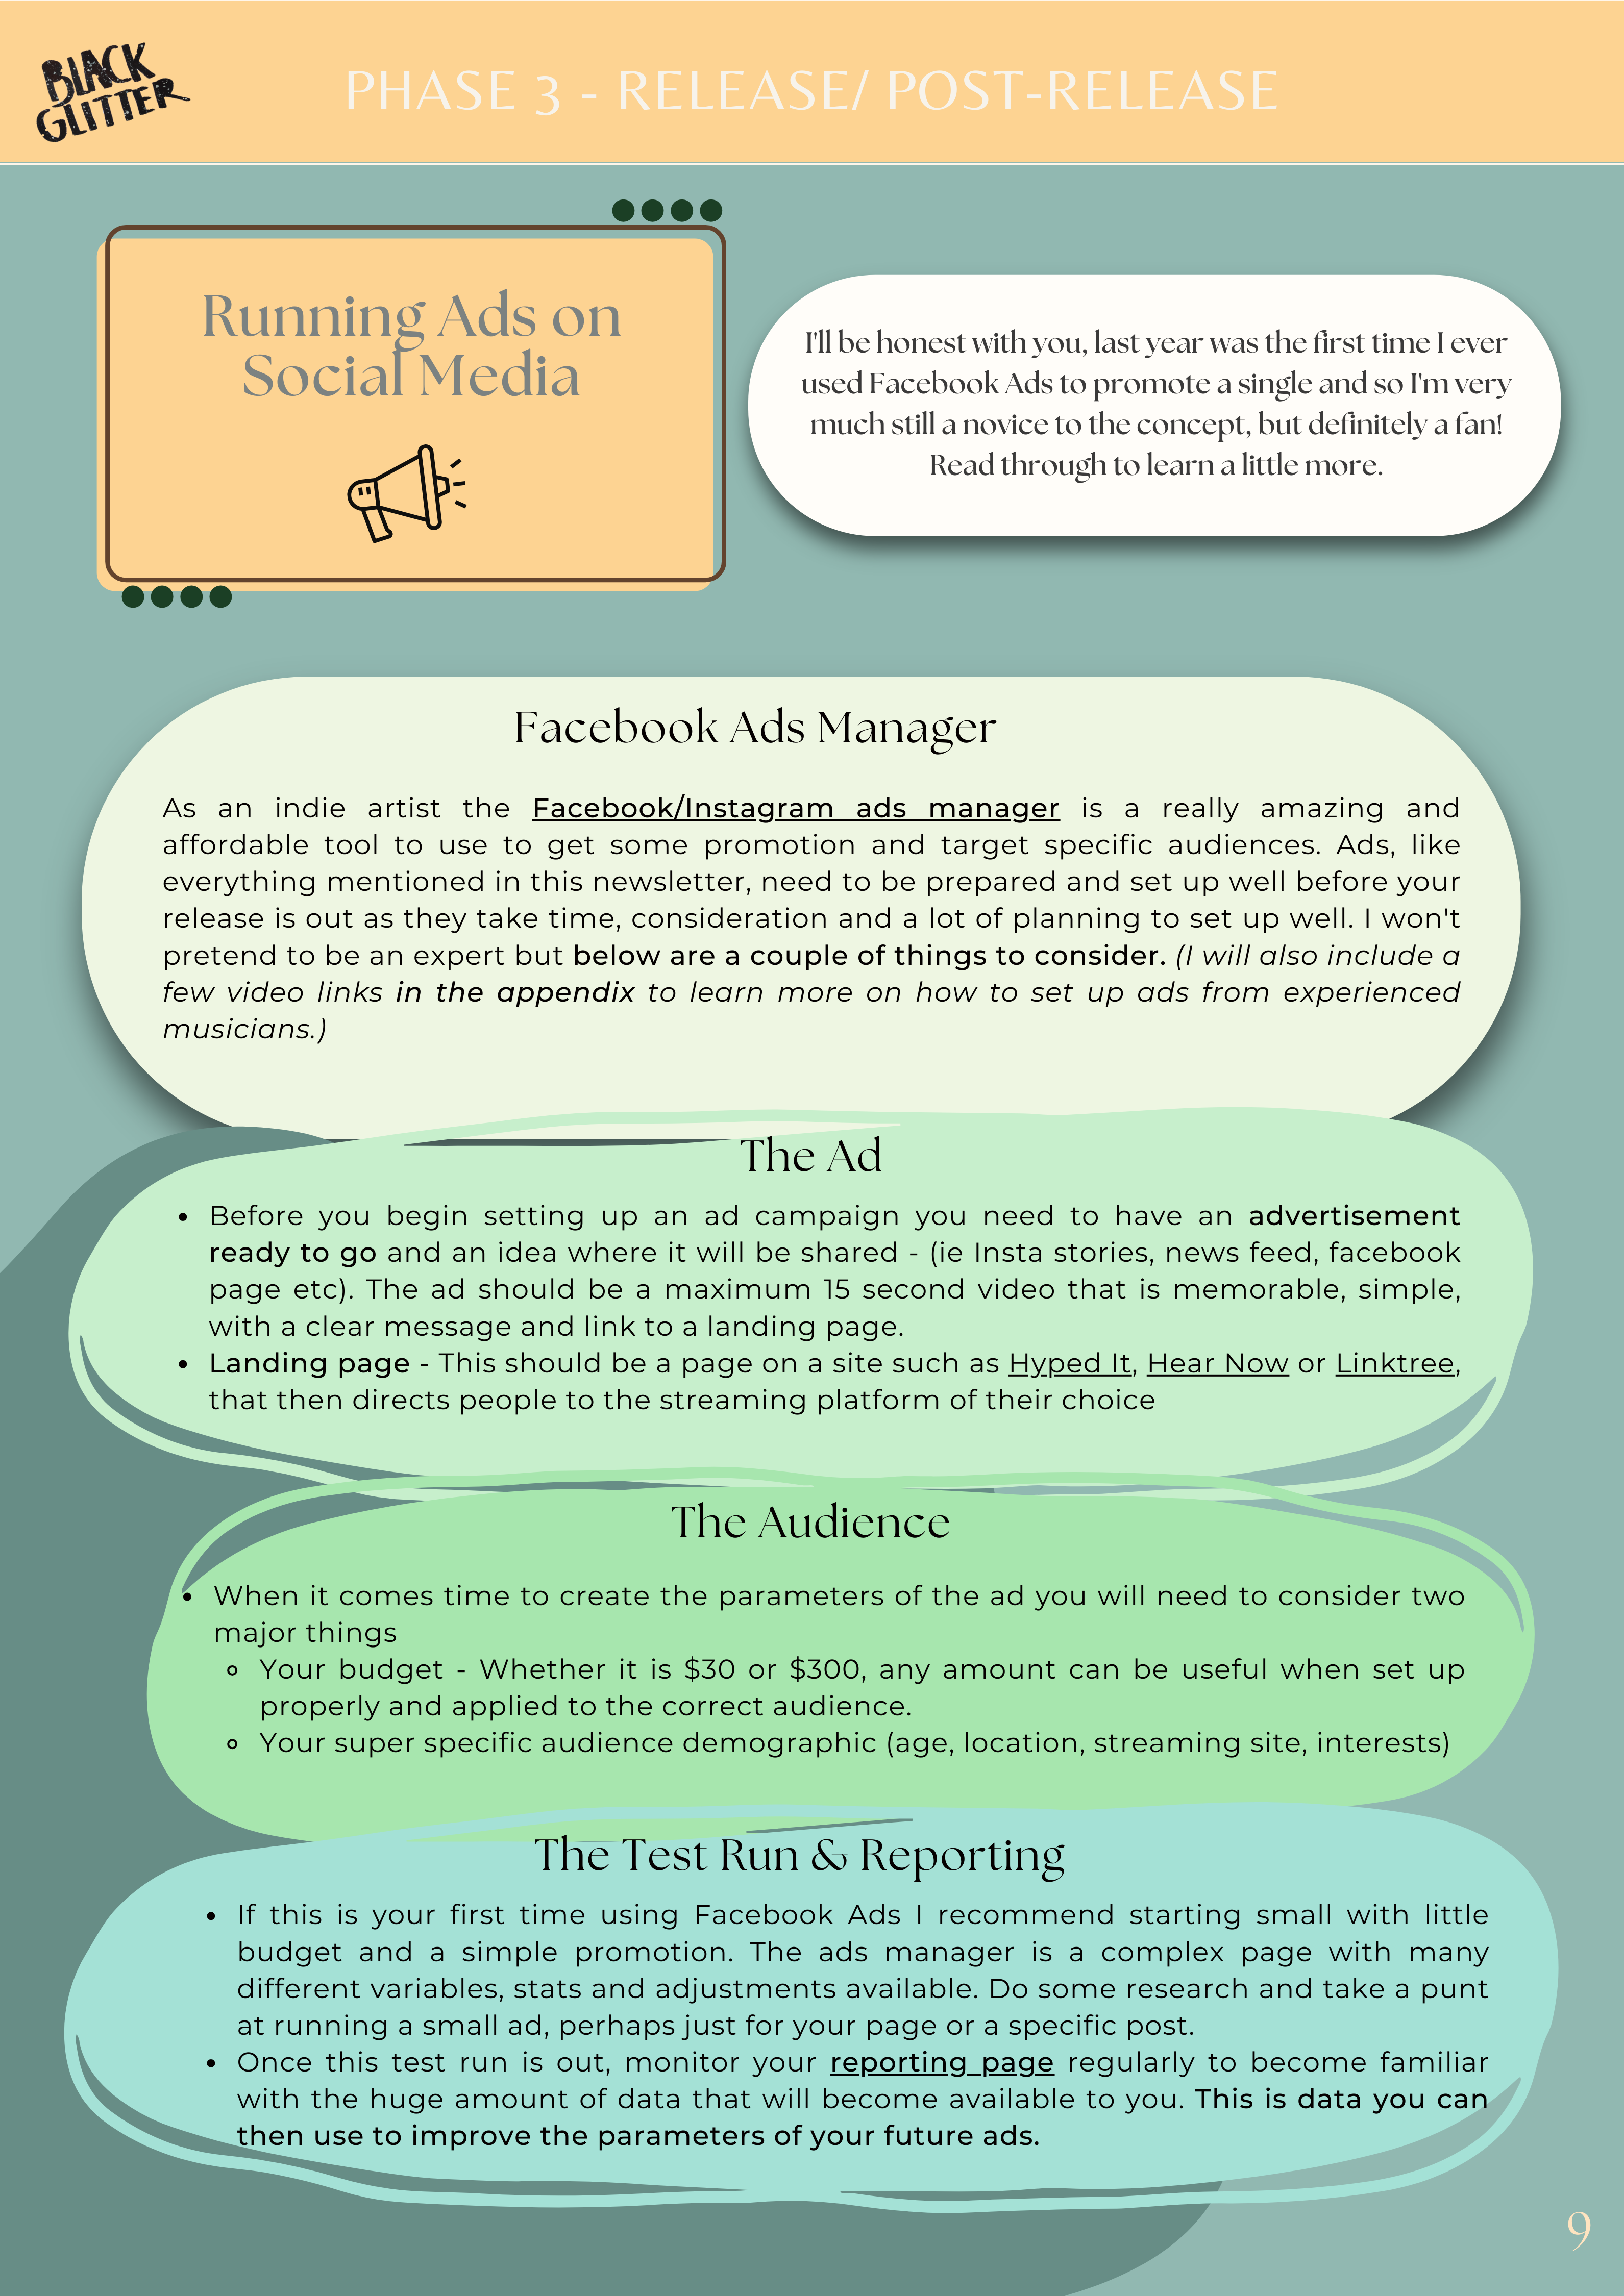 BLACK
GLITTER
PHASE 3 - RELEASE/ POST-RELEASE
Running Ads on
Social Media
I'll be honest with you, last year was the first time I ever
used Facebook Ads to promote a single and so I'm very
much still a novice to the concept, but definitely a fan!
Read through to learn a little more.
Facebook Ads Manager
As an indie artist the Facebook/Instagram ads manager is a really amazing and
affordable tool to use to get some promotion and target specific audiences. Ads, like
everything mentioned in this newsletter, need to be prepared and set up well before your
release is out as they take time, consideration and a lot of planning to set up well. I won't
pretend to be an expert but below are a couple of things to consider. (I will also include a
few video links in the appendix to learn more on how to set up ads from experienced
musicians.)
The Ad
• Before you begin setting up an ad campaign you need to have an advertisement
ready to go and an idea where it will be shared - (ie Insta stories, news feed, facebook
page etc). The ad should be a maximum 15 second video that is memorable, simple,
with a clear message and link to a landing page.
• Landing page - This should be a page on a site such as Hyped It, Hear Now or Linktree,
that then directs people to the streaming platform of their choice
The Audience
• When it comes time to create the parameters of the ad you will need to consider two
major things
◦ Your budget - Whether it is $30 or $300, any amount can be useful when set up
properly and applied to the correct audience.
◦ Your super specific audience demographic (age, location, streaming site, interests)
The Test Run & Reporting
• If this is your first time using Facebook Ads I recommend starting small with little
budget and a simple promotion. The ads manager is a complex page with many
different variables, stats and adjustments available. Do some research and take a punt
at running a small ad, perhaps just for your page or a specific post.
• Once this test run is out, monitor your reporting page regularly to become familiar
with the huge amount of data that will become available to you. This is data you can
then use to improve the parameters of your future ads.
9